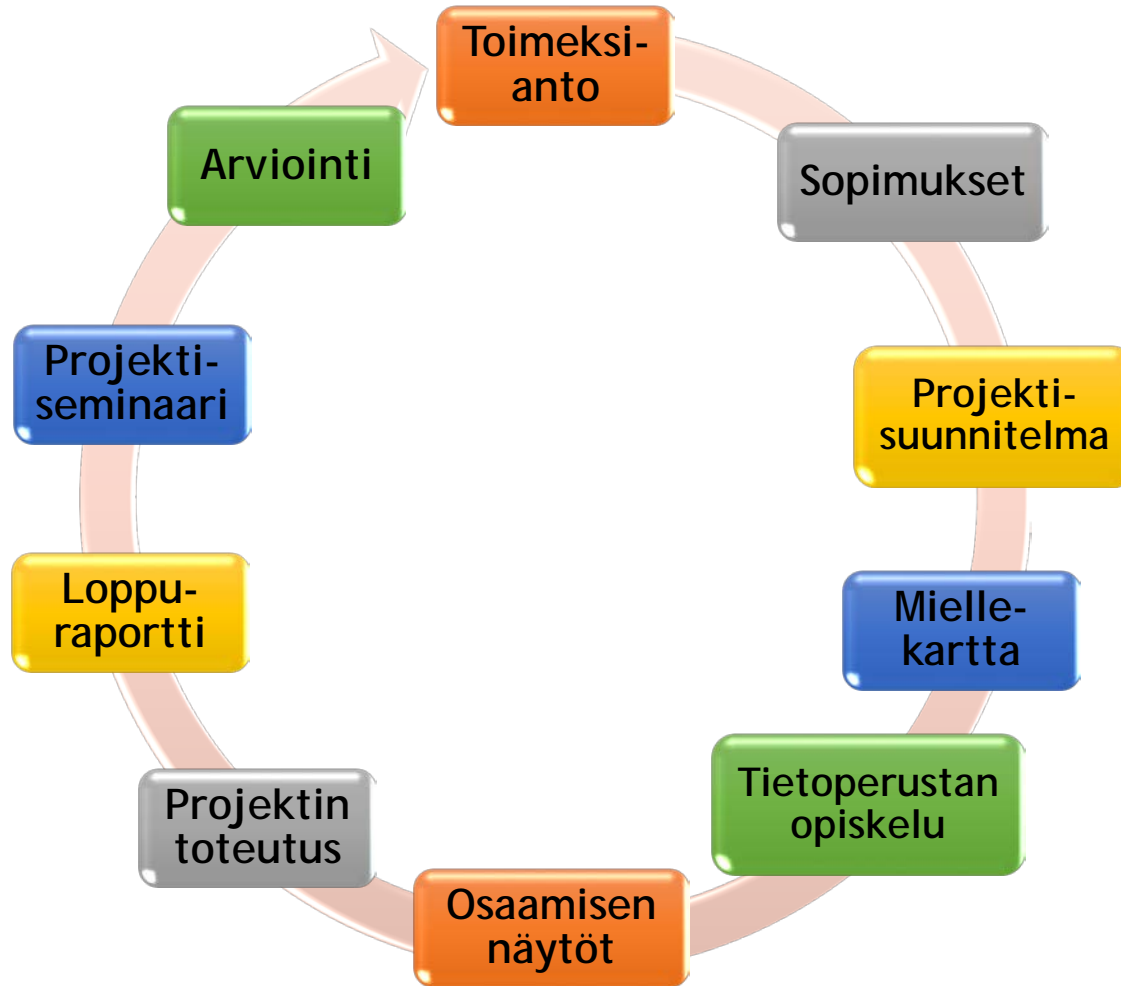 Toimeksi-
anto
Sopimukset
Projekti-
suunnitelma
Mielle-
kartta
Tietoperustan
opiskelu
Osaamisen
näytöt
Projektin
toteutus
Loppu-
raportti
Projekti-
seminaari
Arviointi